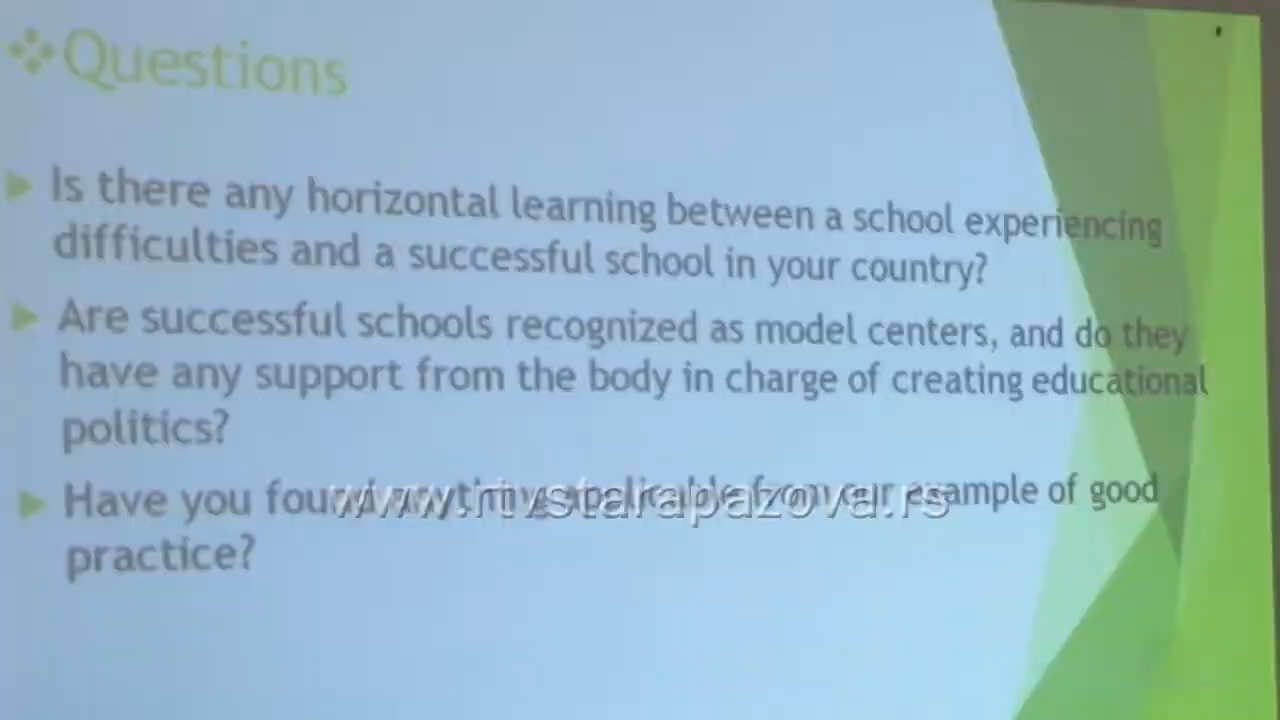 Questions
Is there any horizontal learning between a school experiencing
difficulties and a successful school in your country?
Are successful schools recognized as model centers, and do they
have any support from the body in charge of creating educational
politics?
Have you found anything applicable from our example of good
practice?
www.rtvstarapazova.rs